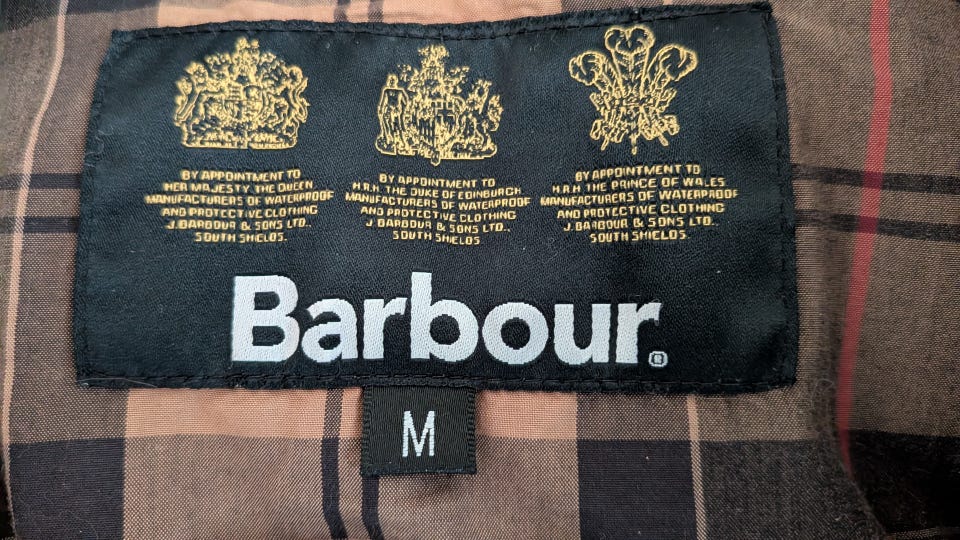 BY APPOINTMENT TO
HER MAJESTY THE QUEEN
MANUFACTURERS OF WATERPROOF
AND PROTECTIVE CLOTHING
J. BARBOUR & SONS LTD.,
SOUTH SHIELDS.
BY APPOINTMENT TO
H.R.H. THE DUKE OF EDINBURGH
MANUFACTURERS OF WATERPROOF
AND PROTECTIVE CLOTHING
J. BARBOUR & SONS LTD.,
SOUTH SHIELDS
BY APPOINTMENT TO
H.R.H. THE PRINCE OF WALES
MANUFACTURERS OF WATERPROOF
AND PROTECTIVE CLOTHING
J. BARBOUR & SONS LTD.,
SOUTH SHIELDS.
Barbour®
M